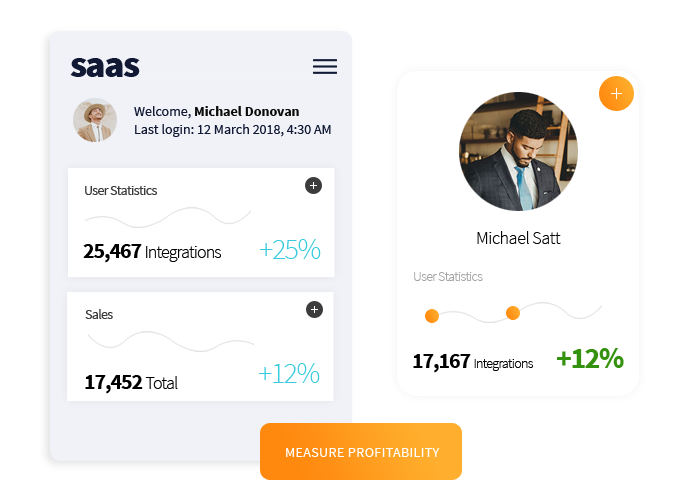 saas
Welcome, Michael Donovan
Last login: 12 March 2018, 4:30 AM
User Statistics
25,467 Integrations
+25%
Sales
17,452 Total
+12%
Michael Satt
User Statistics
17,167 Integrations
+12%
MEASURE PROFITABILITY